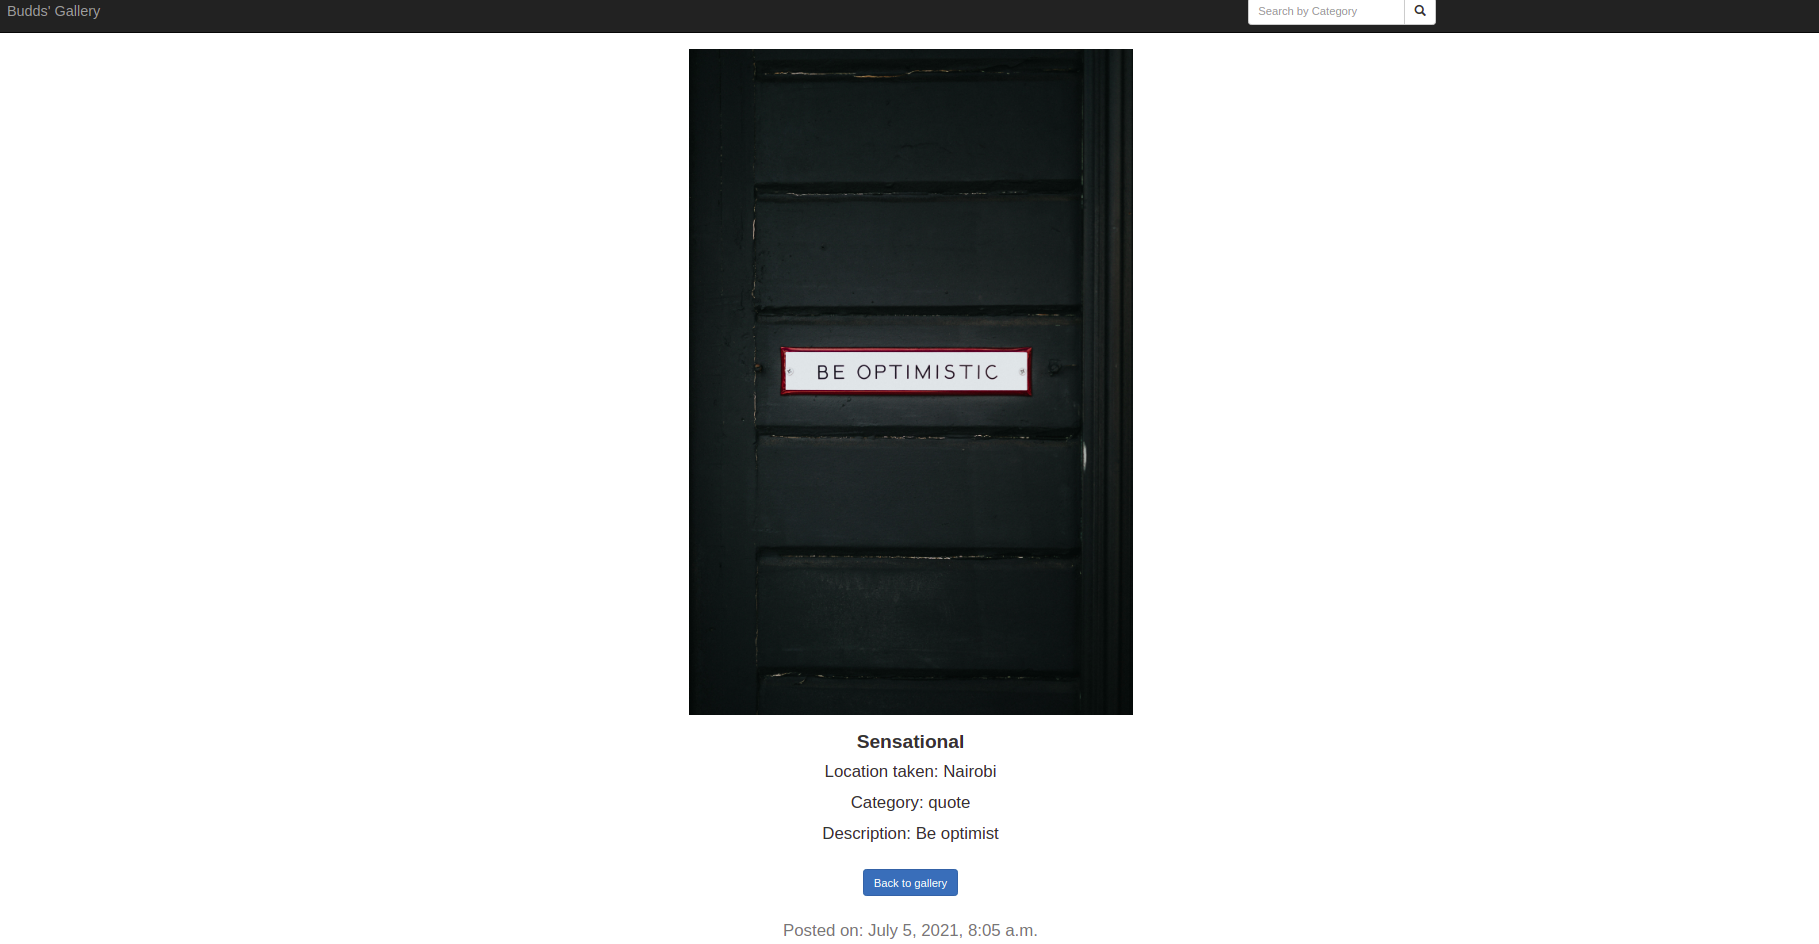 Budds' Gallery
Search by Category
BE OPTIMISTIC
Sensational
Location taken: Nairobi
Category: quote
Description: Be optimist
Back to gallery
Posted on: July 5, 2021, 8:05 a.m.